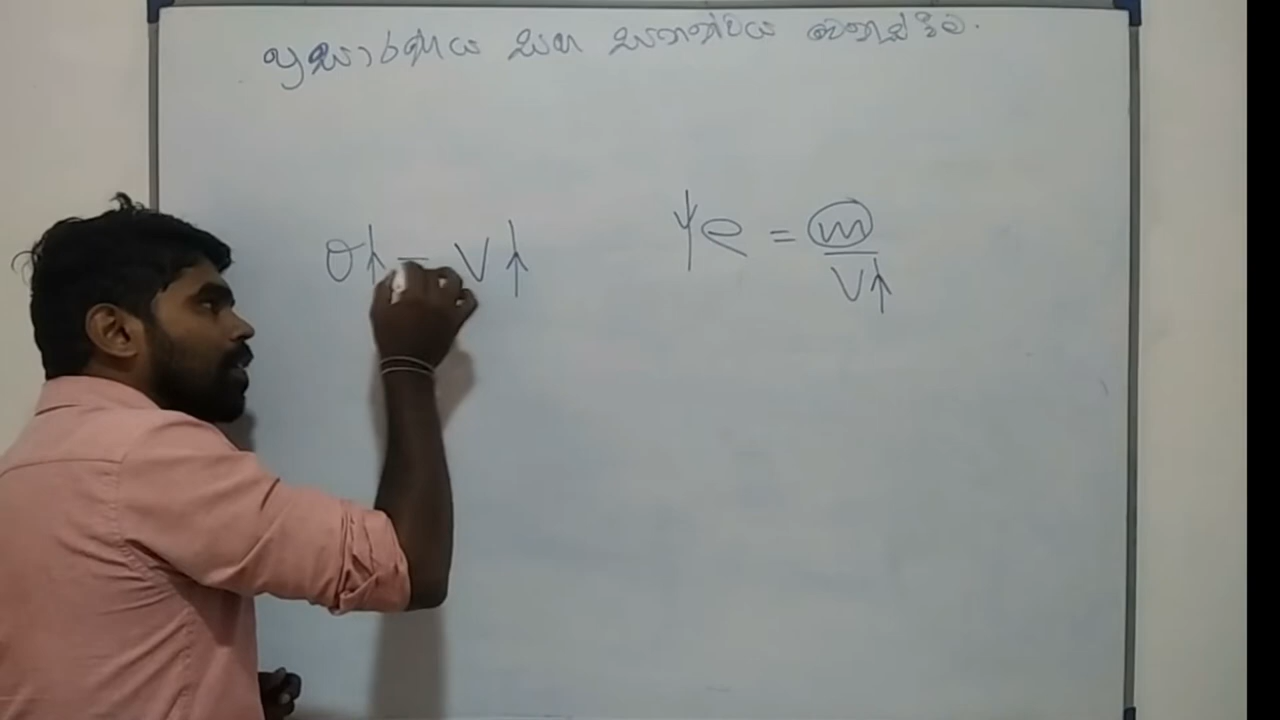 ප්‍රසාරණය සහ ඝනත්වය වෙනස් වීම.
θ↑ – V↑
↓ρ = m
V↑